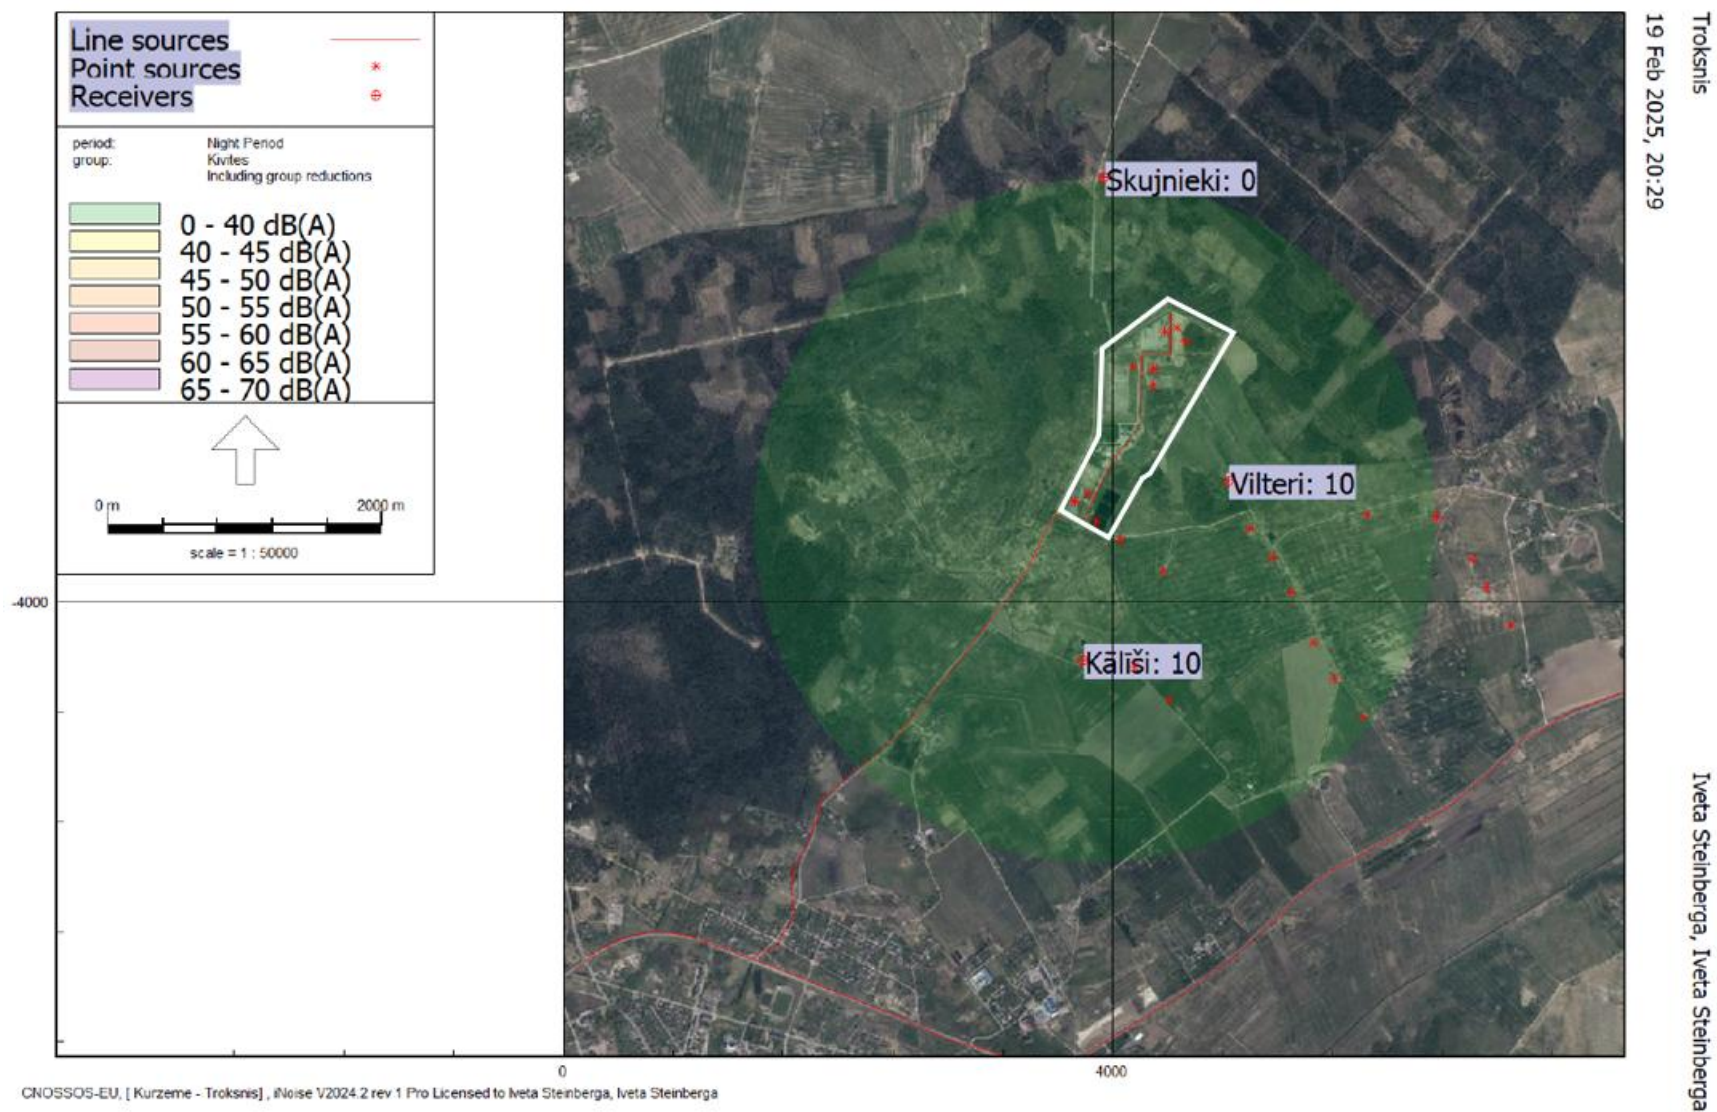 Line sources
Point sources
Receivers
period: Night Period
group: Kivites
Including group reductions
0 - 40 dB(A)
40 - 45 dB(A)
45 - 50 dB(A)
50 - 55 dB(A)
55 - 60 dB(A)
60 - 65 dB(A)
65 - 70 dB(A)
0 m 2000 m
scale = 1 : 50000
Skujnieki: 0
Vilteri: 10
Kālīši: 10
-4000
0 4000
Troksnis
19 Feb 2025, 20:29
Iveta Steinberga, Iveta Steinberga
CNOSSOS-EU, [ Kurzeme - Troksnis] , iNoise V2024.2 rev 1 Pro Licensed to Iveta Steinberga, Iveta Steinberga